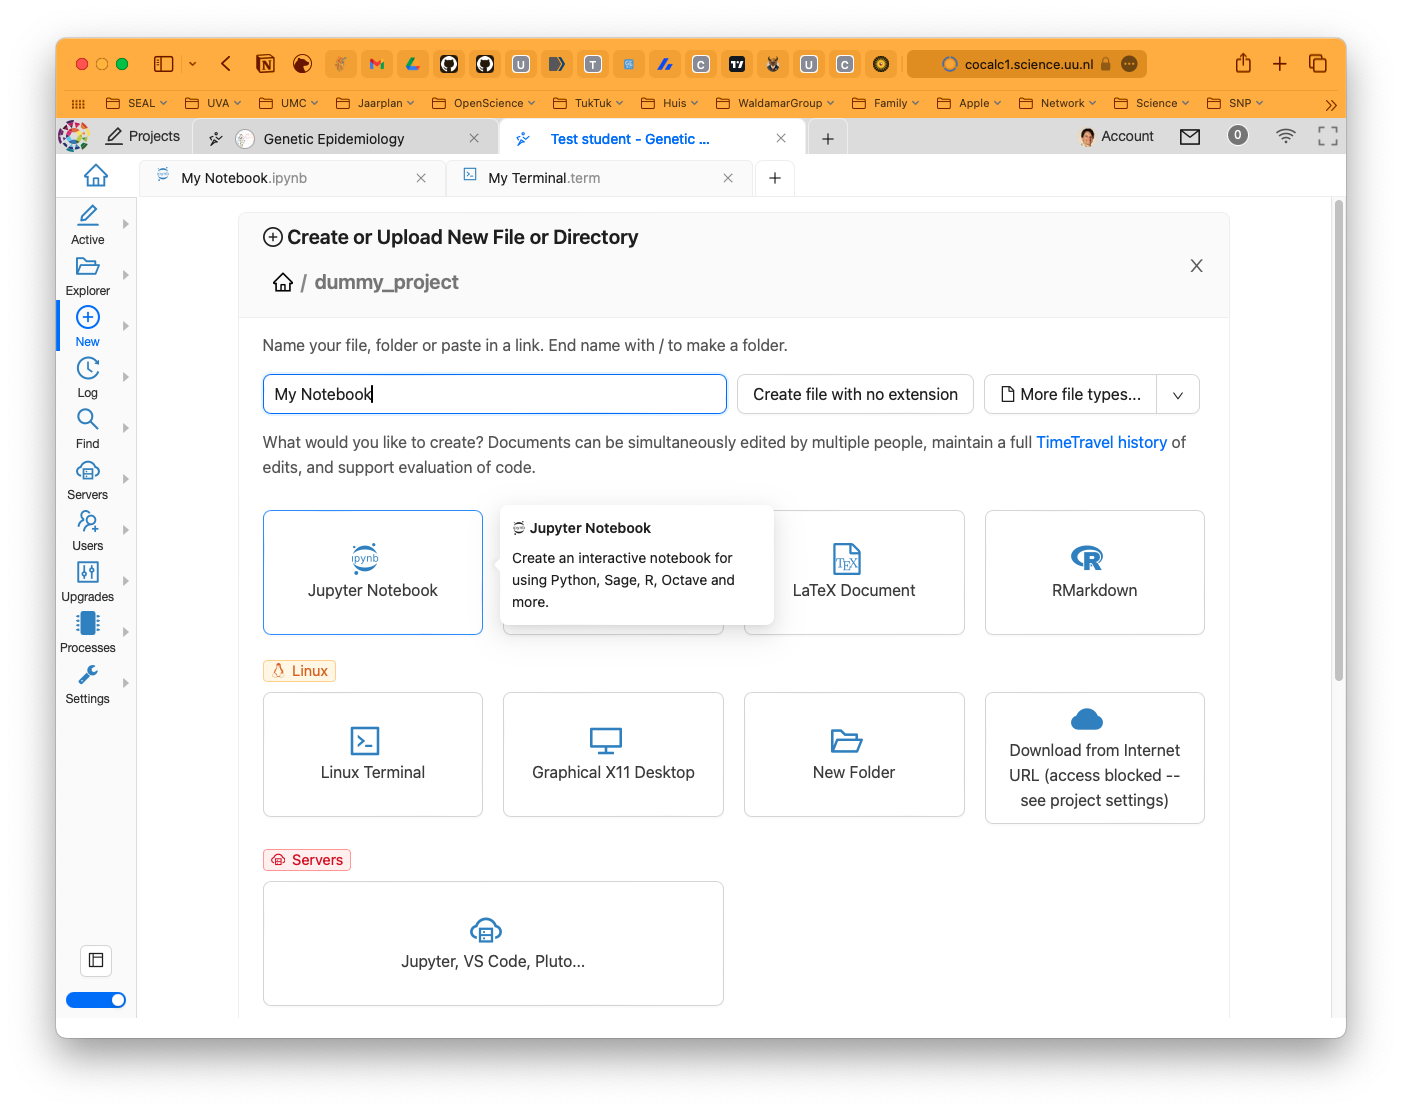 U
T
C
U
C
cocalc1.science.uu.nl
SEAL
UVA
UMC
Jaarplan
OpenScience
TukTuk
Huis
WaldamarGroup
Family
Apple
Network
Science
SNP
Projects
Genetic Epidemiology
Test student - Genetic ...
Account
0
My Notebook.ipynb
My Terminal.term
Active
Explorer
New
Log
Find
Servers
Users
Upgrades
Processes
Settings
Create or Upload New File or Directory
/ dummy_project
Name your file, folder or paste in a link. End name with / to make a folder.
My Notebook
Create file with no extension
More file types...
What would you like to create? Documents can be simultaneously edited by multiple people, maintain a full TimeTravel history of
edits, and support evaluation of code.
ipynb
Jupyter Notebook
Jupyter Notebook
Create an interactive notebook for
using Python, Sage, R, Octave and
more.
TEX
LaTeX Document
R
RMarkdown
Linux
Linux Terminal
Graphical X11 Desktop
New Folder
Download from Internet
URL (access blocked --
see project settings)
Servers
Jupyter, VS Code, Pluto...